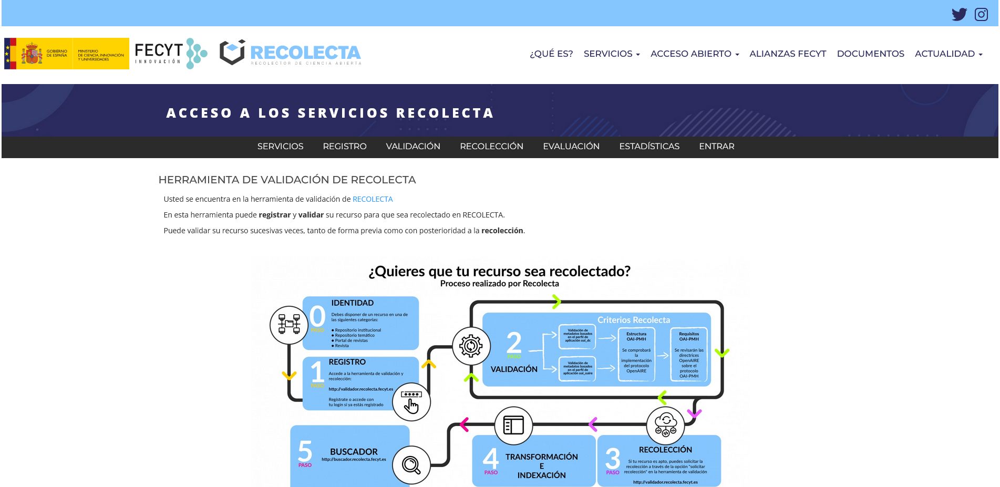 GOBIERNO
DE ESPAÑA
MINISTERIO
DE CIENCIA, INNOVACIÓN
Y UNIVERSIDADES
FECYT
INNOVACIÓN
RECOLECTA
RECOLECTOR DE CIENCIA ABIERTA
¿QUÉ ES? SERVICIOS ACCESO ABIERTO ALIANZAS FECYT DOCUMENTOS ACTUALIDAD
ACCESO A LOS SERVICIOS RECOLECTA
SERVICIOS REGISTRO VALIDACIÓN RECOLECCIÓN EVALUACIÓN ESTADÍSTICAS ENTRAR
HERRAMIENTA DE VALIDACIÓN DE RECOLECTA
Usted se encuentra en la herramienta de validación de RECOLECTA
En esta herramienta puede registrar y validar su recurso para que sea recolectado en RECOLECTA.
Puede validar su recurso sucesivas veces, tanto de forma previa como con posterioridad a la recolección.
¿Quieres que tu recurso sea recolectado?
Proceso realizado por Recolecta
0
PASO
IDENTIDAD
Debes disponer de un recurso en una de
las siguientes categorías:
• Repositorio institucional
• Repositorio temático
• Portal de revistas
• Revista
1
PASO
REGISTRO
Accede a la herramienta de validación y
recolección:
http://validador.recolecta.fecyt.es
Regístrate o accede con
tu login si ya estás registrado
2
PASO
VALIDACIÓN
Criterios Recolecta
Validación de
metadatos basados
en el perfil de
aplicación oai_dc
Validación de
metadatos basados
en el perfil de
aplicación oai_oaire
Estructura
OAI-PMH
Se comprobará
la
implementación
del protocolo
OpenAIRE
Requisitos
OAI-PMH
Se revisarán las
directrices
OpenAIRE
sobre el
protocolo
OAI-PMH
3
PASO
RECOLECCIÓN
Si tu recurso es apto, puedes solicitar la
recolección a través de la opción "solicitar
recolección" en la herramienta de validación
http://validador.recolecta.fecyt.es
4
PASO
TRANSFORMACIÓN
E
INDEXACIÓN
5
PASO
BUSCADOR
http://buscador.recolecta.fecyt.es